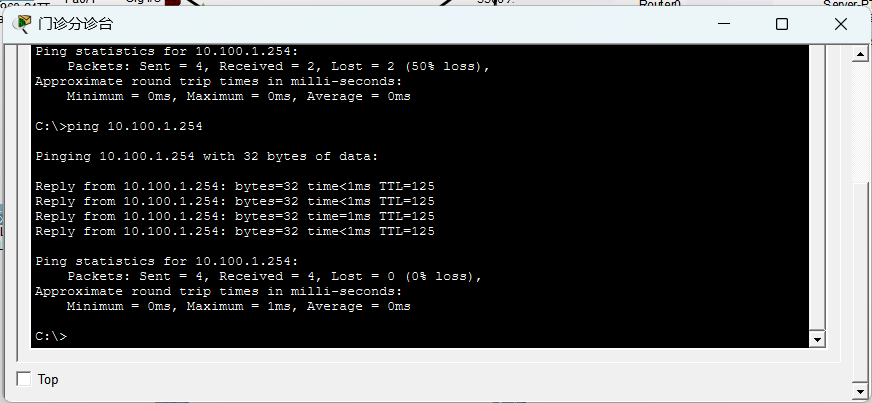 Router0
Server-P
门诊分诊台
Ping statistics for 10.100.1.254:
    Packets: Sent = 4, Received = 2, Lost = 2 (50% loss),
Approximate round trip times in milli-seconds:
    Minimum = 0ms, Maximum = 0ms, Average = 0ms
C:\>ping 10.100.1.254
Pinging 10.100.1.254 with 32 bytes of data:
Reply from 10.100.1.254: bytes=32 time<1ms TTL=125
Reply from 10.100.1.254: bytes=32 time<1ms TTL=125
Reply from 10.100.1.254: bytes=32 time=1ms TTL=125
Reply from 10.100.1.254: bytes=32 time<1ms TTL=125
Ping statistics for 10.100.1.254:
    Packets: Sent = 4, Received = 4, Lost = 0 (0% loss),
Approximate round trip times in milli-seconds:
    Minimum = 0ms, Maximum = 1ms, Average = 0ms
C:\>
Top